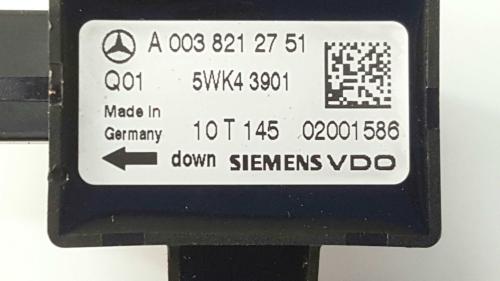 A 003 821 27 51
Q01 5WK4 3901
Made in
Germany 10 T 145 02001586
down SIEMENS VDO